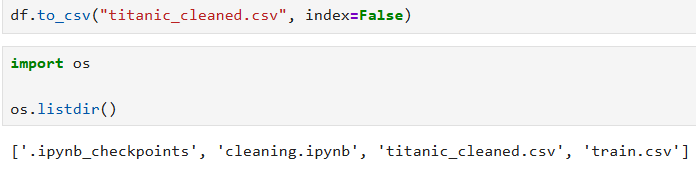 df.to_csv("titanic_cleaned.csv", index=False)
import os
os.listdir()
['.ipynb_checkpoints', 'cleaning.ipynb', 'titanic_cleaned.csv', 'train.csv']